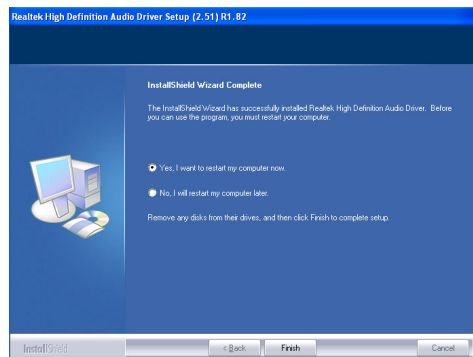 Realtek High Definition Audio Driver Setup (2.51) R1.82
InstallShield Wizard Complete
The InstallShield Wizard has successfully installed Realtek High Definition Audio Driver. Before
you can use the program, you must restart your computer.
Yes, I want to restart my computer now.
No, I will restart my computer later.
Remove any disks from their drives, and then click Finish to complete setup.
InstallShield
< Back Finish Cancel